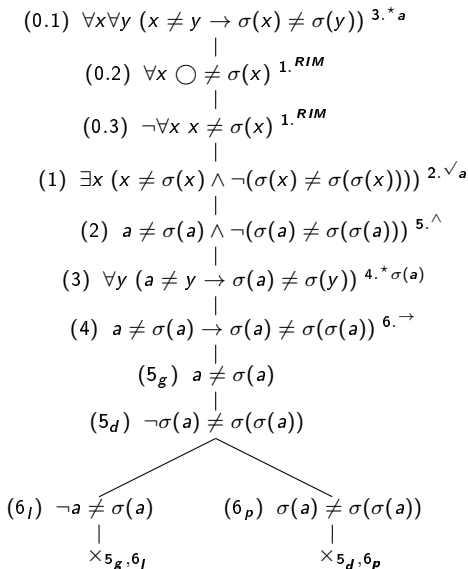 (0.1) ∀x∀y (x ≠ y → σ(x) ≠ σ(y)) 3.⋆a
(0.2) ∀x ◯ ≠ σ(x) 1.RIM
(0.3) ¬∀x x ≠ σ(x) 1.RIM
(1) ∃x (x ≠ σ(x) ∧ ¬(σ(x) ≠ σ(σ(x)))) 2.√a
(2) a ≠ σ(a) ∧ ¬(σ(a) ≠ σ(σ(a))) 5.∧
(3) ∀y (a ≠ y → σ(a) ≠ σ(y)) 4.⋆σ(a)
(4) a ≠ σ(a) → σ(a) ≠ σ(σ(a)) 6.→
(5g) a ≠ σ(a)
(5d) ¬σ(a) ≠ σ(σ(a))
(6l) ¬a ≠ σ(a) (6p) σ(a) ≠ σ(σ(a))
×5g,6l ×5d,6p